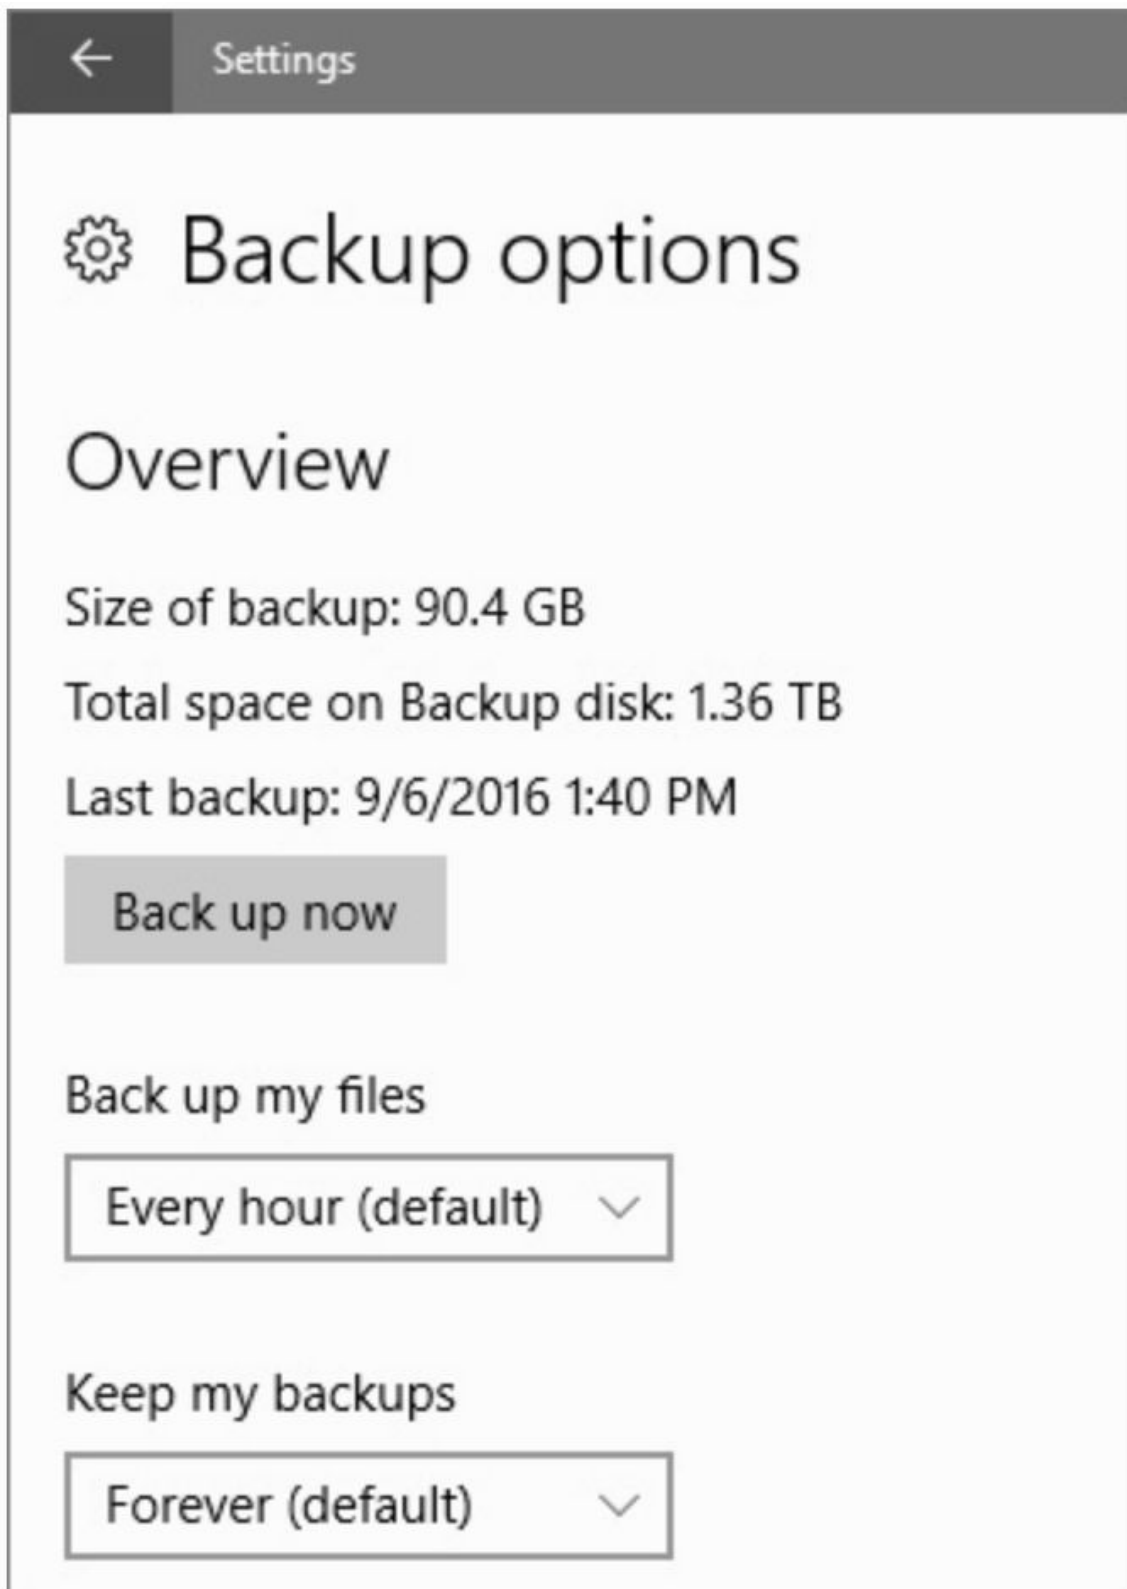 Settings
Backup options
Overview
Size of backup: 90.4 GB
Total space on Backup disk: 1.36 TB
Last backup: 9/6/2016 1:40 PM
Back up now
Back up my files
Every hour (default)
Keep my backups
Forever (default)